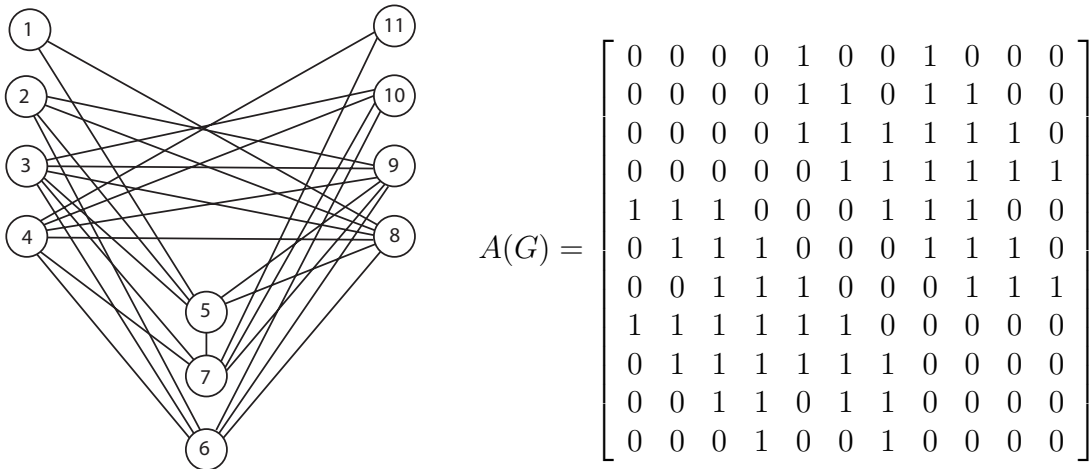 1
11
2
10
3
9
4
8
5
7
6
A(G) =
0 0 0 0 1 0 0 1 0 0 0
0 0 0 0 1 1 0 1 1 0 0
0 0 0 0 1 1 1 1 1 1 0
0 0 0 0 0 1 1 1 1 1 1
1 1 1 0 0 0 1 1 1 0 0
0 1 1 1 0 0 0 1 1 1 0
0 0 1 1 1 0 0 0 1 1 1
1 1 1 1 1 1 0 0 0 0 0
0 1 1 1 1 1 1 0 0 0 0
0 0 1 1 0 1 1 0 0 0 0
0 0 0 1 0 0 1 0 0 0 0